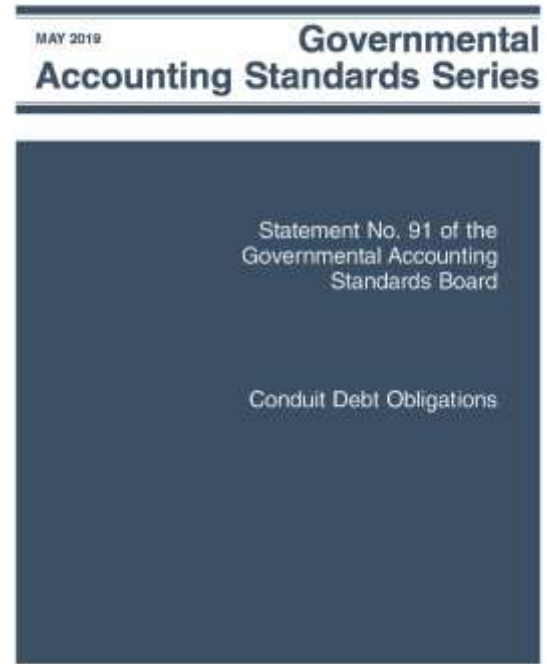 MAY 2019
Governmental
Accounting Standards Series
Statement No. 91 of the
Governmental Accounting
Standards Board
Conduit Debt Obligations